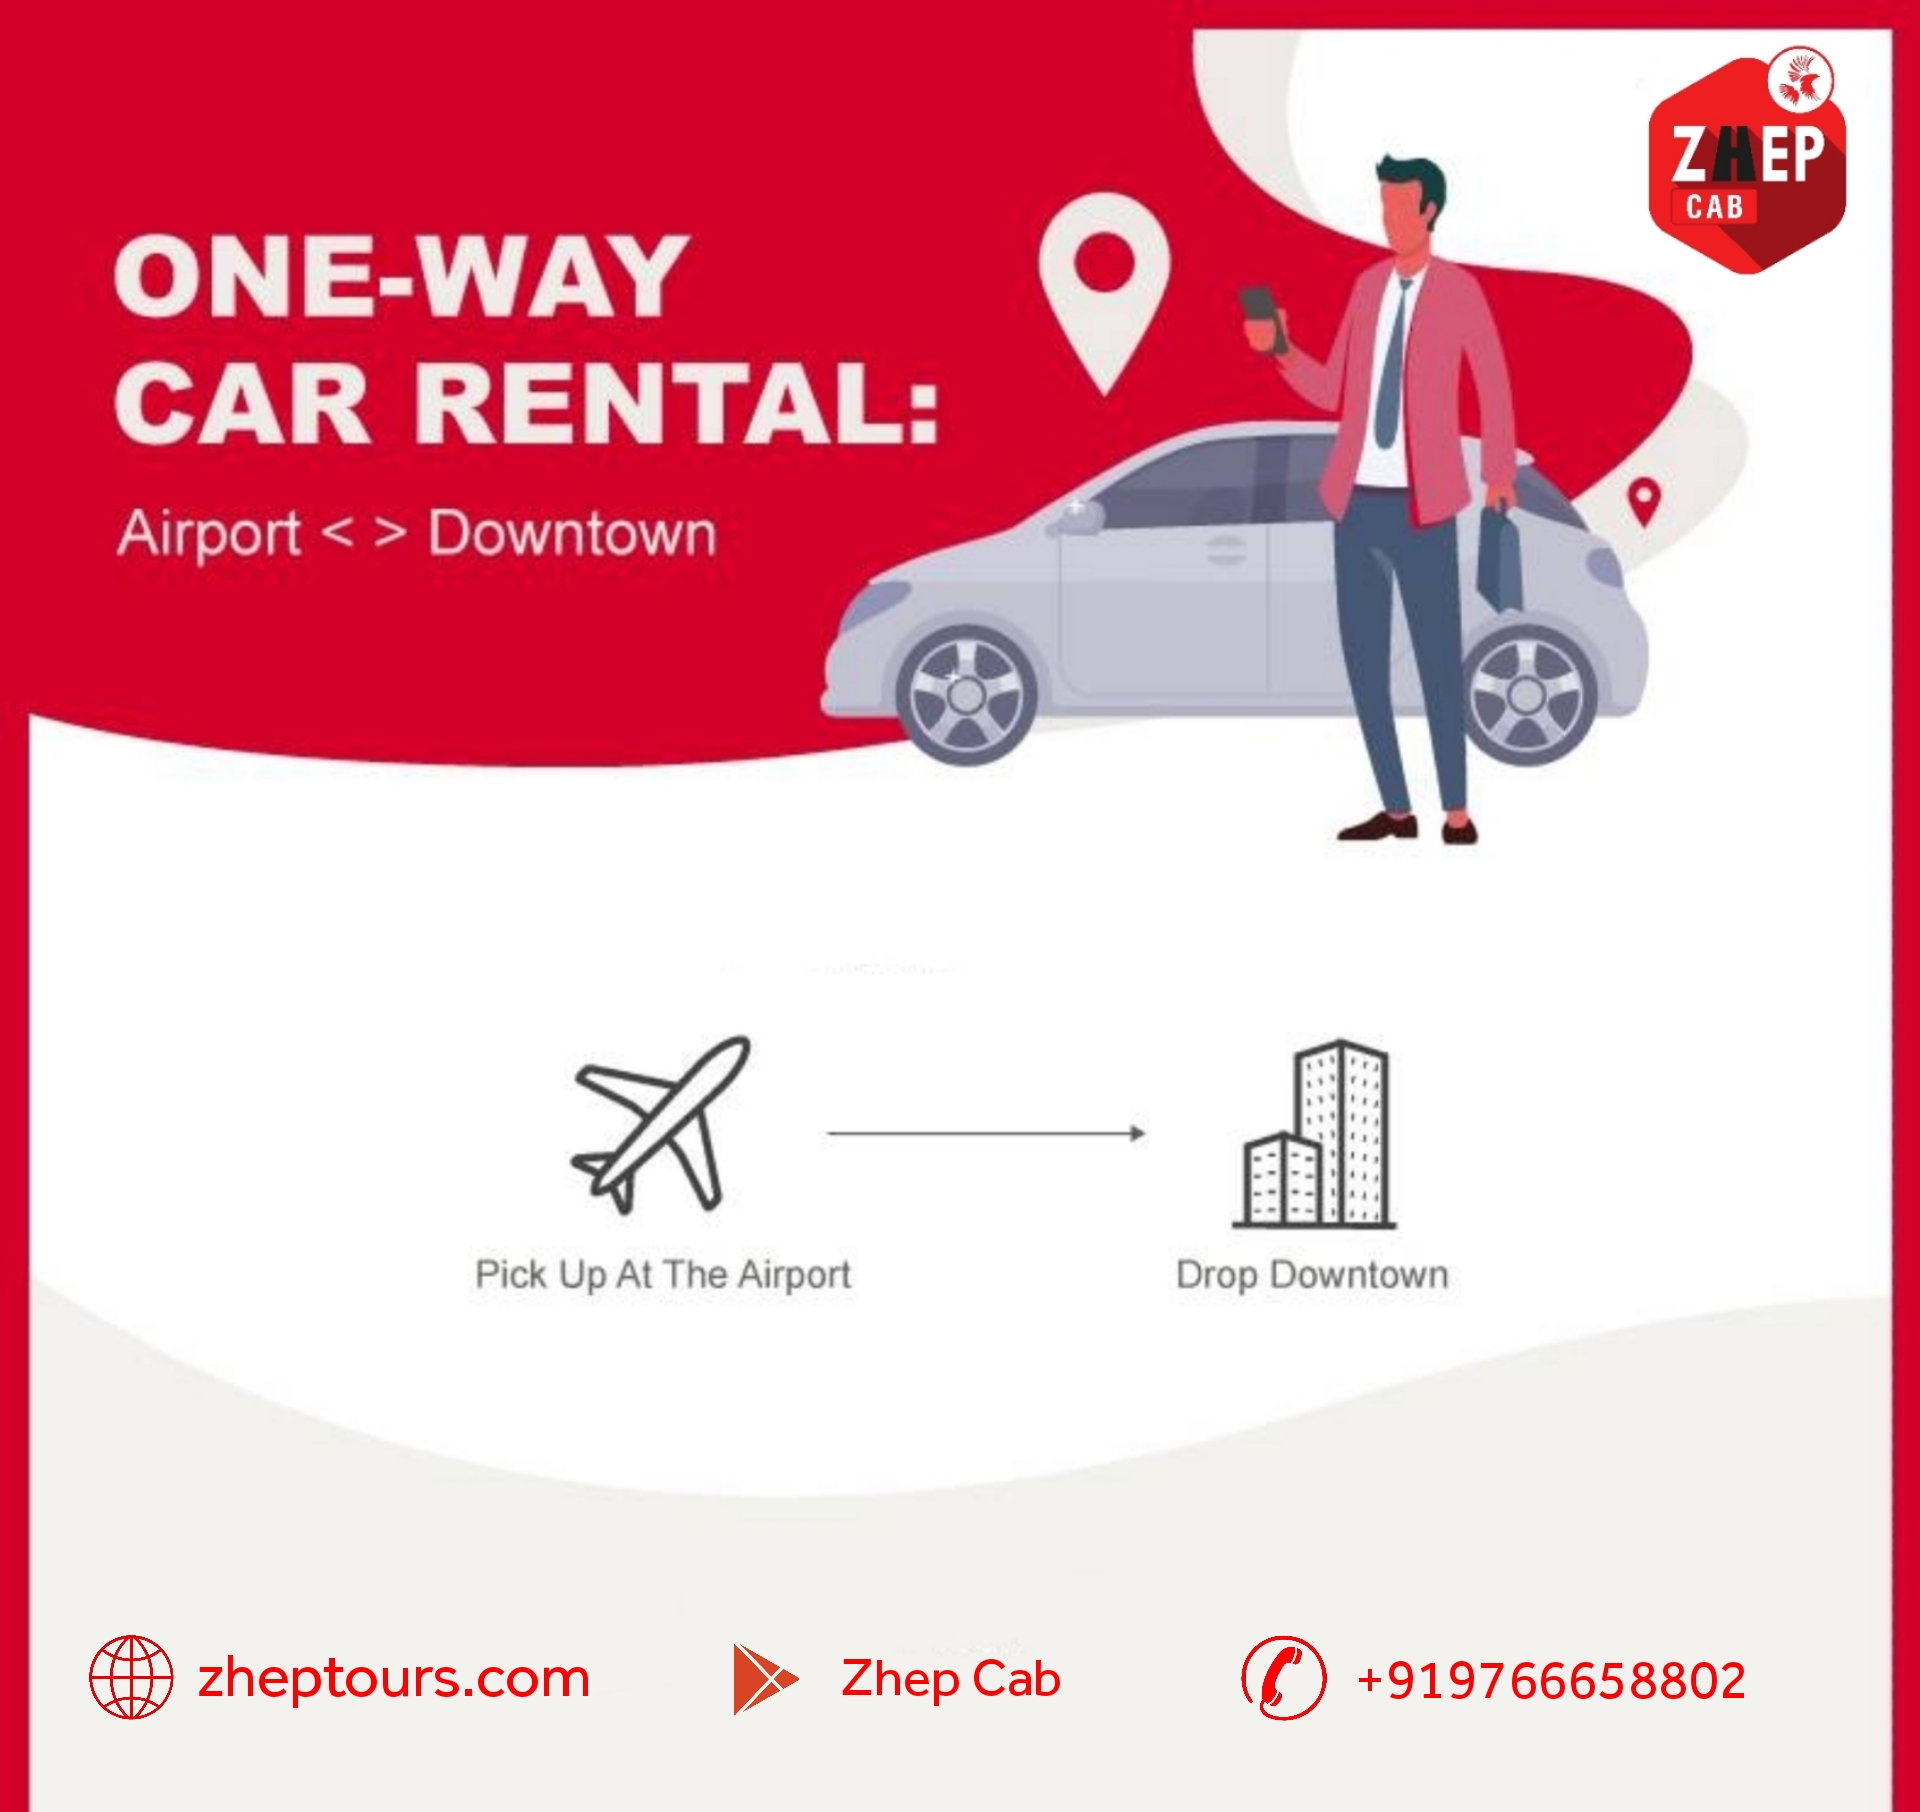 ZHEP
CAB
ONE-WAY
CAR RENTAL:
Airport < > Downtown
Pick Up At The Airport
Drop Downtown
zheptours.com
Zhep Cab
+919766658802